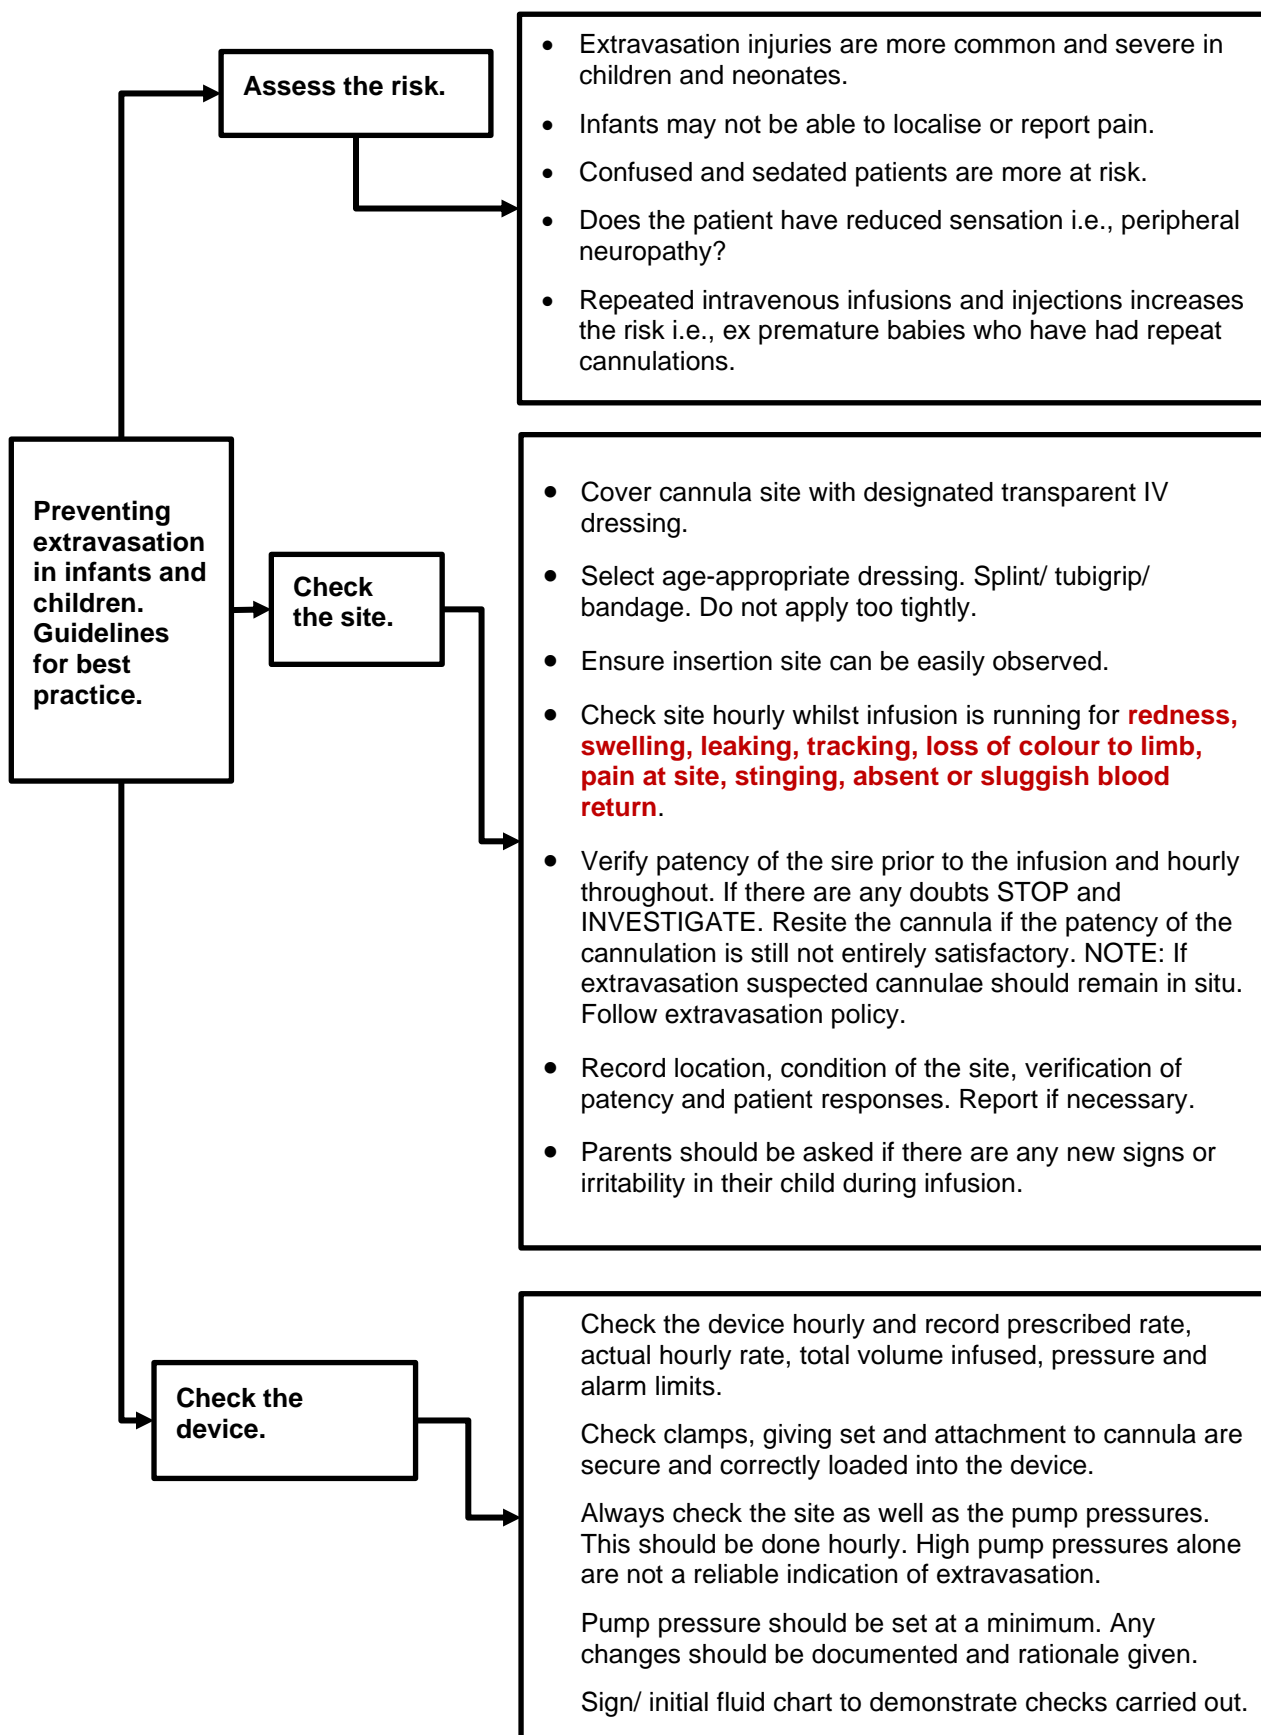 Assess the risk.
• Extravasation injuries are more common and severe in
children and neonates.
• Infants may not be able to localise or report pain.
• Confused and sedated patients are more at risk.
• Does the patient have reduced sensation i.e., peripheral
neuropathy?
• Repeated intravenous infusions and injections increases
the risk i.e., ex premature babies who have had repeat
cannulations.
Preventing
extravasation
in infants and
children.
Guidelines
for best
practice.
Check
the site.
• Cover cannula site with designated transparent IV
dressing.
• Select age-appropriate dressing. Splint/ tubigrip/
bandage. Do not apply too tightly.
• Ensure insertion site can be easily observed.
• Check site hourly whilst infusion is running for redness,
swelling, leaking, tracking, loss of colour to limb,
pain at site, stinging, absent or sluggish blood
return.
• Verify patency of the sire prior to the infusion and hourly
throughout. If there are any doubts STOP and
INVESTIGATE. Resite the cannula if the patency of the
cannulation is still not entirely satisfactory. NOTE: If
extravasation suspected cannulae should remain in situ.
Follow extravasation policy.
• Record location, condition of the site, verification of
patency and patient responses. Report if necessary.
• Parents should be asked if there are any new signs or
irritability in their child during infusion.
Check the
device.
Check the device hourly and record prescribed rate,
actual hourly rate, total volume infused, pressure and
alarm limits.
Check clamps, giving set and attachment to cannula are
secure and correctly loaded into the device.
Always check the site as well as the pump pressures.
This should be done hourly. High pump pressures alone
are not a reliable indication of extravasation.
Pump pressure should be set at a minimum. Any
changes should be documented and rationale given.
Sign/ initial fluid chart to demonstrate checks carried out.